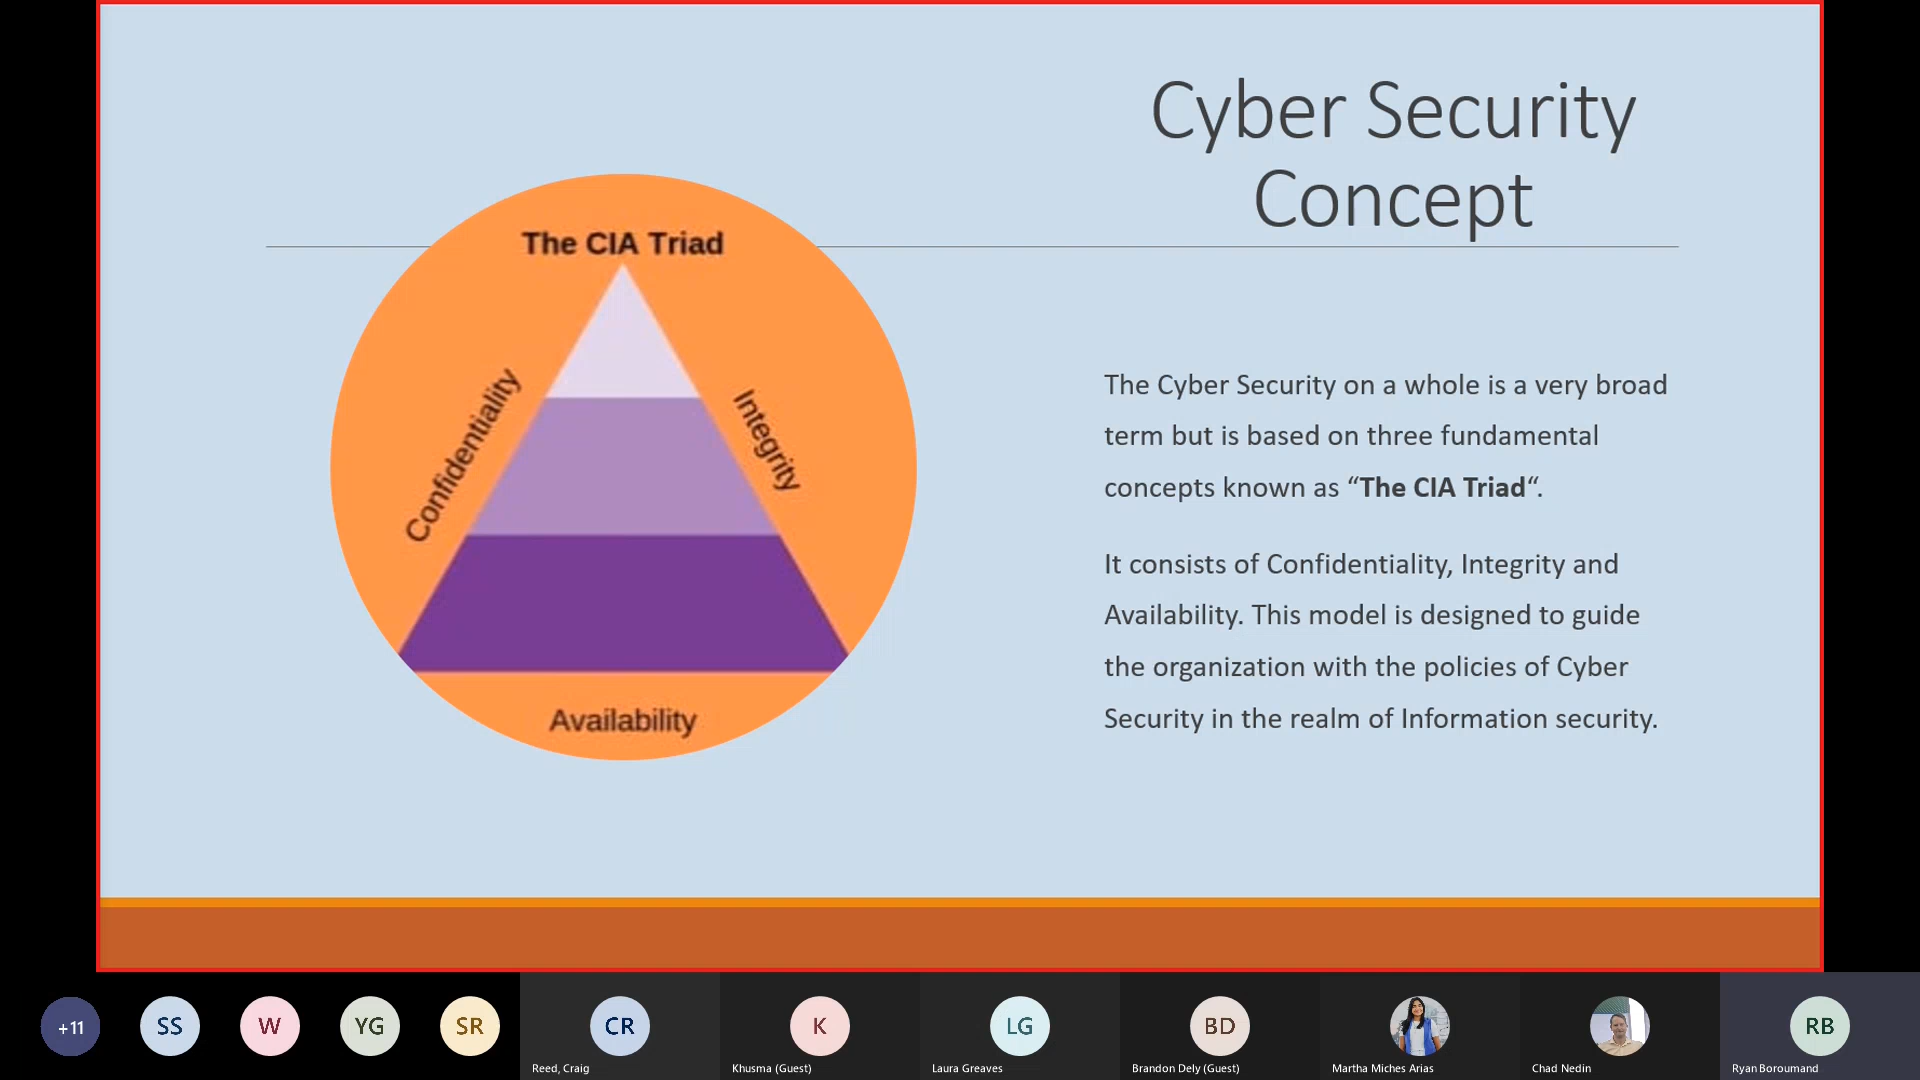 Cyber Security
Concept
The CIA Triad
Confidentiality
Integrity
Availability
The Cyber Security on a whole is a very broad
term but is based on three fundamental
concepts known as “The CIA Triad“.
It consists of Confidentiality, Integrity and
Availability. This model is designed to guide
the organization with the policies of Cyber
Security in the realm of Information security.
+11
SS
W
YG
SR
CR
Reed, Craig
K
Khusma (Guest)
LG
Laura Greaves
BD
Brandon Dely (Guest)
Martha Miches Arias
Chad Nedin
RB
Ryan Boroumand